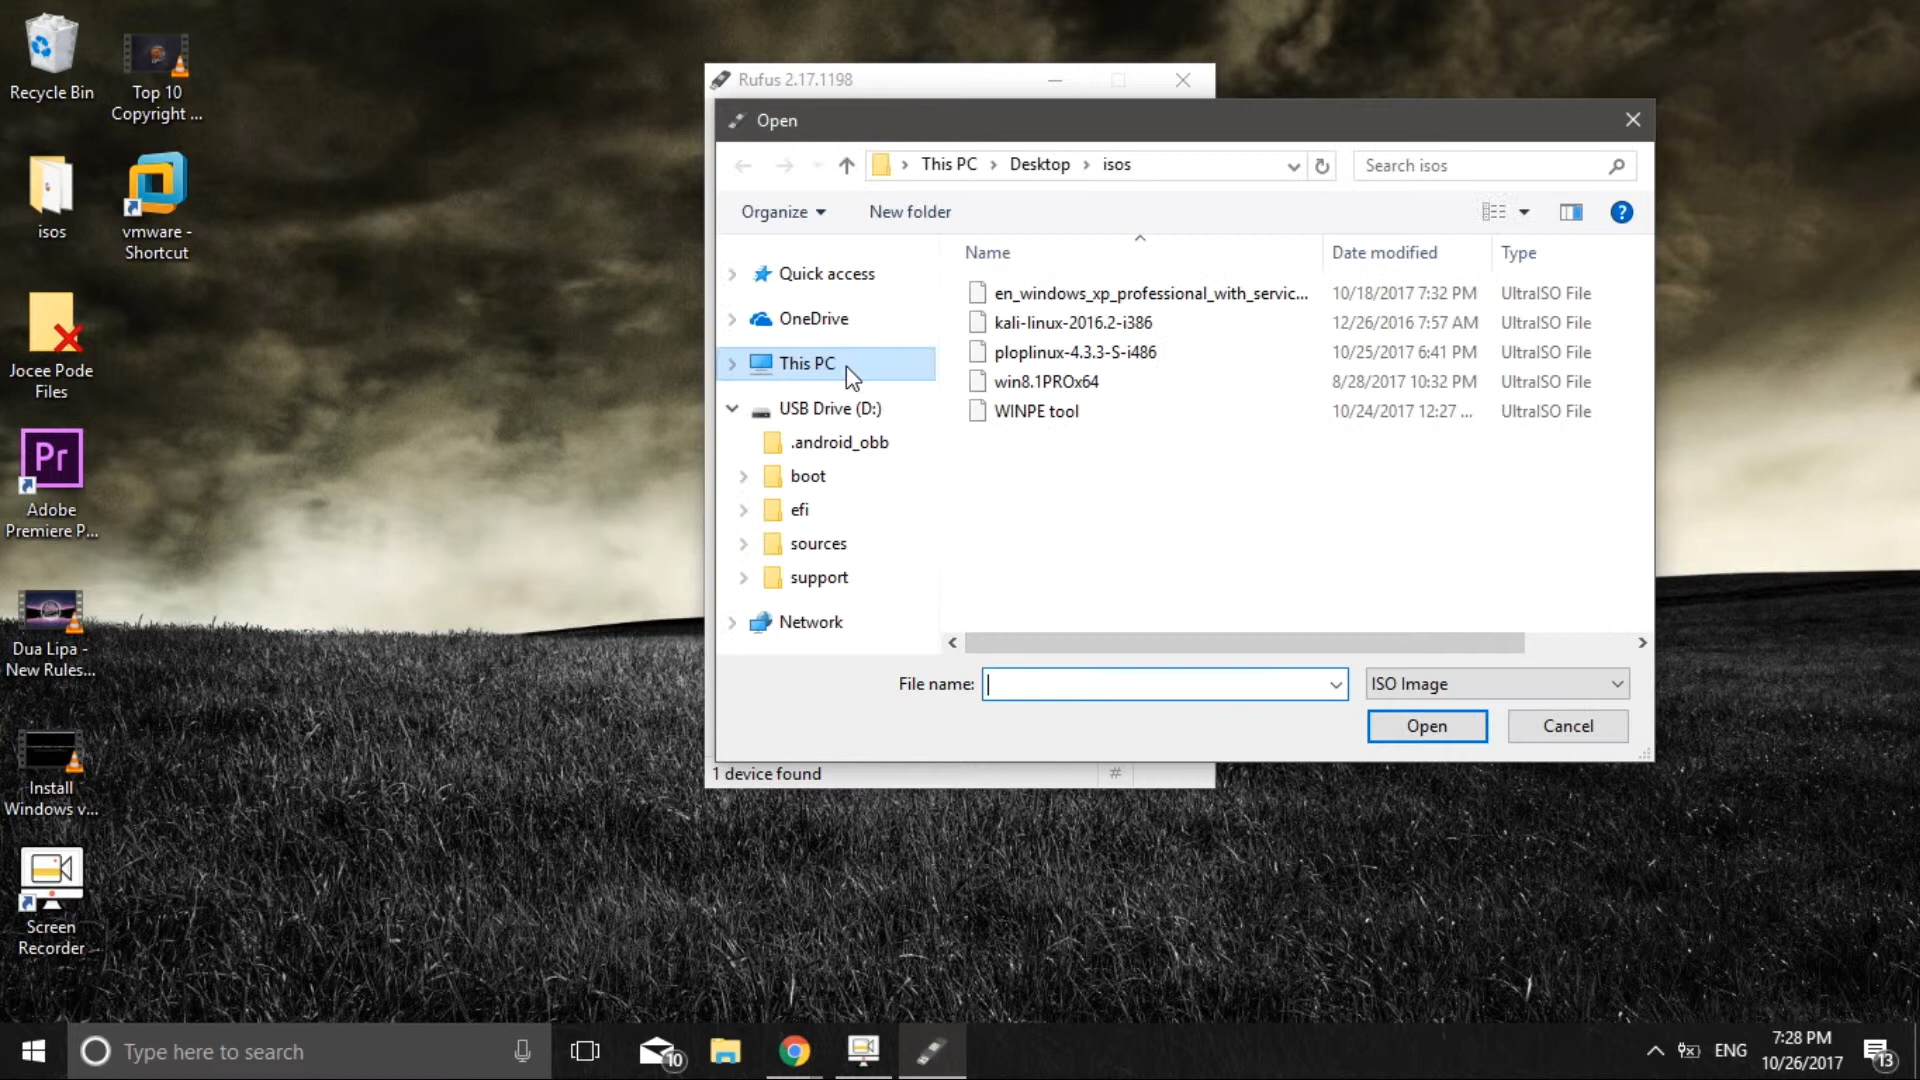 Recycle Bin
Top 10
Copyright ...
isos
vmware -
Shortcut
Jocee Pode
Files
Pr
Adobe
Premiere P...
Dua Lipa -
New Rules...
Install
Windows v...
Screen
Recorder
Rufus 2.17.1198
Open
This PC
Desktop
isos
Search isos
Organize
New folder
?
Name
Date modified
Type
Quick access
OneDrive
This PC
USB Drive (D:)
.android_obb
boot
efi
sources
support
Network
en_windows_xp_professional_with_servic... 10/18/2017 7:32 PM UltraISO File
kali-linux-2016.2-i386 12/26/2016 7:57 AM UltraISO File
ploplinux-4.3.3-S-i486 10/25/2017 6:41 PM UltraISO File
win8.1PROx64 8/28/2017 10:32 PM UltraISO File
WINPE tool 10/24/2017 12:27 ... UltraISO File
File name:
ISO Image
Open
Cancel
1 device found
#
Type here to search
10
ENG
7:28 PM
10/26/2017
13